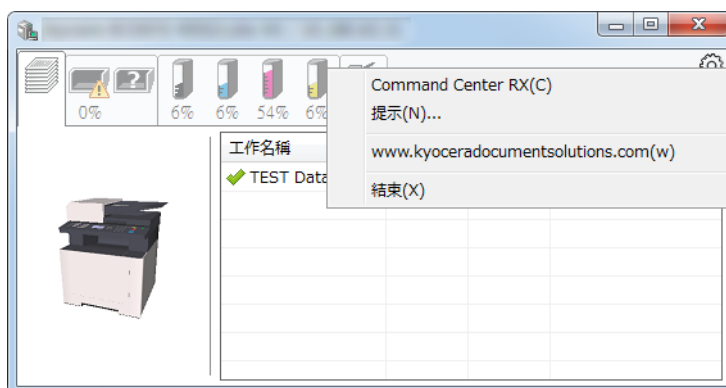 0%
6%
6%
54%
6%
Command Center RX(C)
提示(N)...
www.kyoceradocumentsolutions.com(w)
結束(X)
工作名稱
TEST Data